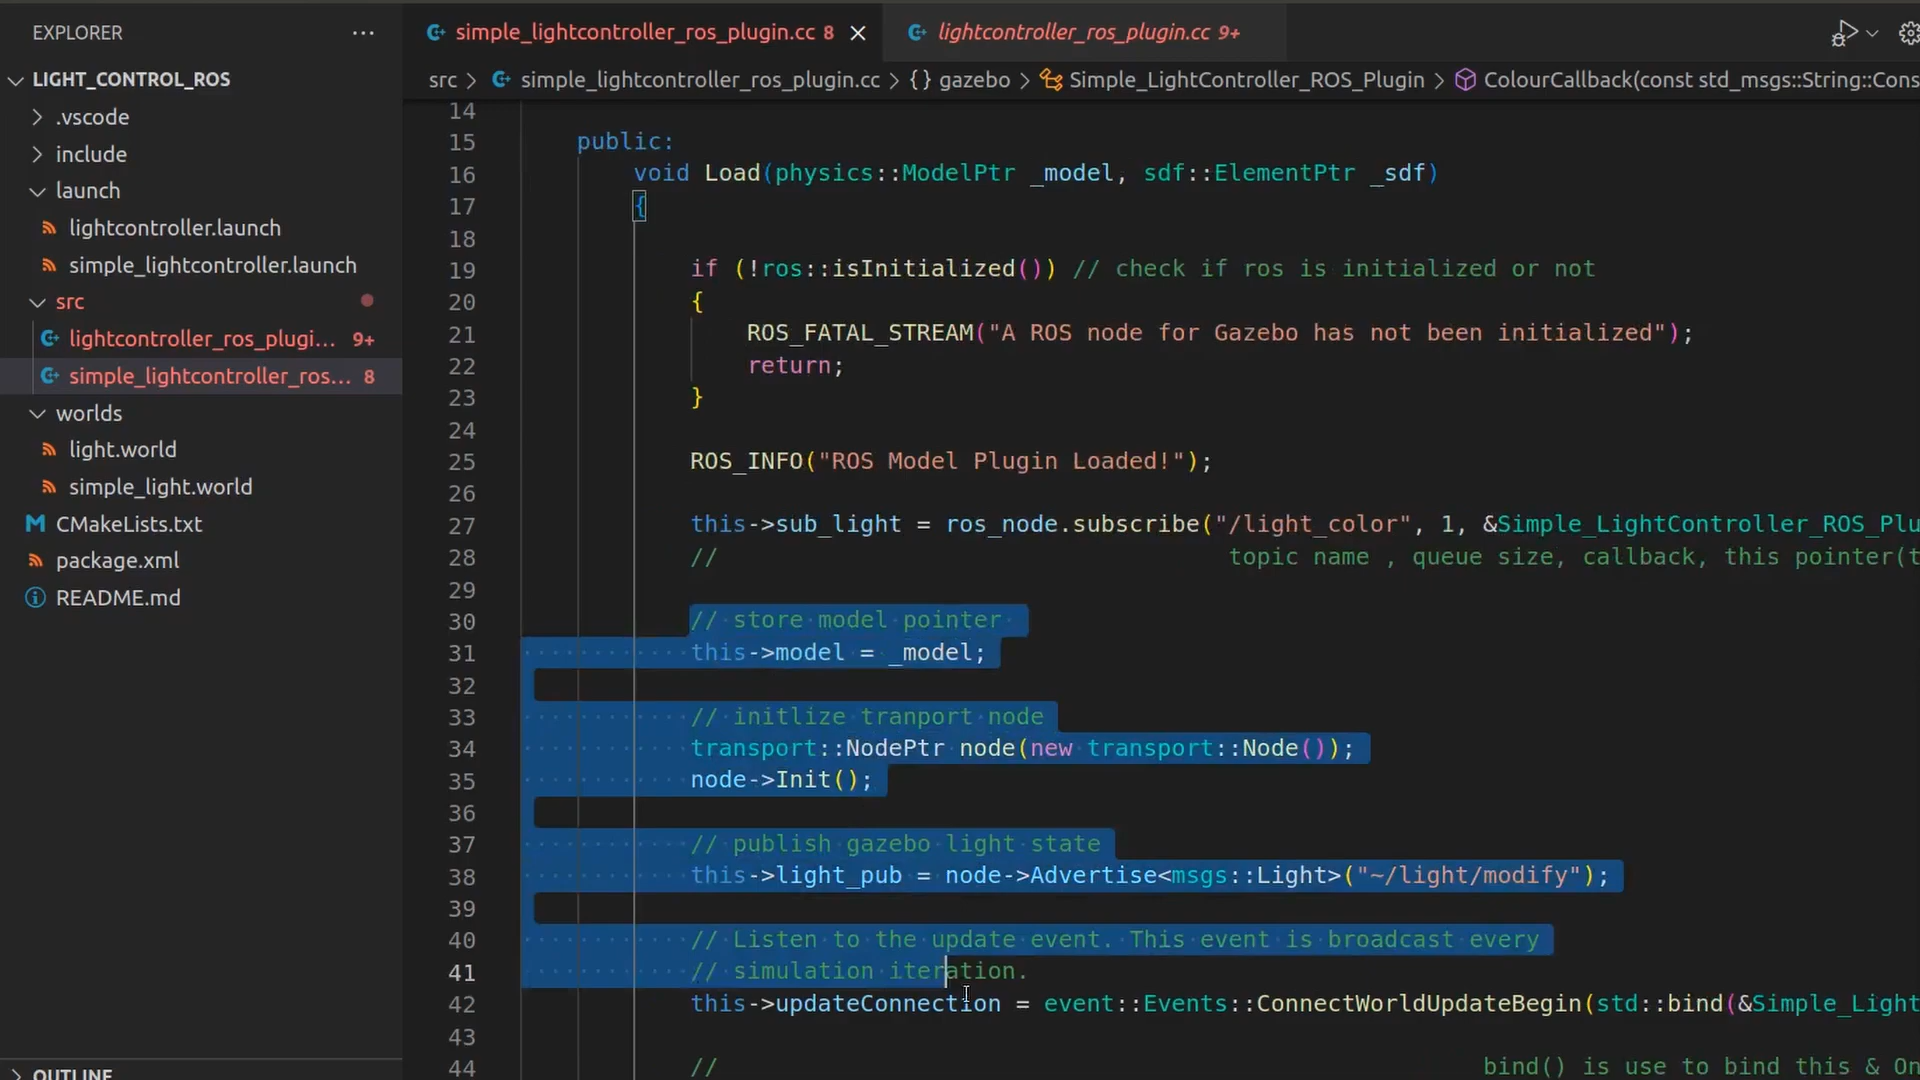 EXPLORER
simple_lightcontroller_ros_plugin.cc 8
lightcontroller_ros_plugin.cc 9+
LIGHT_CONTROL_ROS
.vscode
include
launch
lightcontroller.launch
simple_lightcontroller.launch
src
lightcontroller_ros_plugi... 9+
simple_lightcontroller_ros... 8
worlds
light.world
simple_light.world
CMakeLists.txt
package.xml
README.md
OUTLINE
src > simple_lightcontroller_ros_plugin.cc > {} gazebo > Simple_LightController_ROS_Plugin > ColourCallback(const std_msgs::String::Cons
14
15 public:
16 void Load(physics::ModelPtr _model, sdf::ElementPtr _sdf)
17 {
18
19 if (!ros::isInitialized()) // check if ros is initialized or not
20 {
21 ROS_FATAL_STREAM("A ROS node for Gazebo has not been initialized");
22 return;
23 }
24
25 ROS_INFO("ROS Model Plugin Loaded!");
26
27 this->sub_light = ros_node.subscribe("/light_color", 1, &Simple_LightController_ROS_Plu
28 // topic name , queue size, callback, this pointer(t
29
30 // store model pointer
31 this->model = _model;
32
33 // initlize tranport node
34 transport::NodePtr node(new transport::Node());
35 node->Init();
36
37 // publish gazebo light state
38 this->light_pub = node->Advertise<msgs::Light>("~/light/modify");
39
40 // Listen to the update event. This event is broadcast every
41 // simulation iteration.
42 this->updateConnection = event::Events::ConnectWorldUpdateBegin(std::bind(&Simple_Light
43
44 // bind() is use to bind this & On